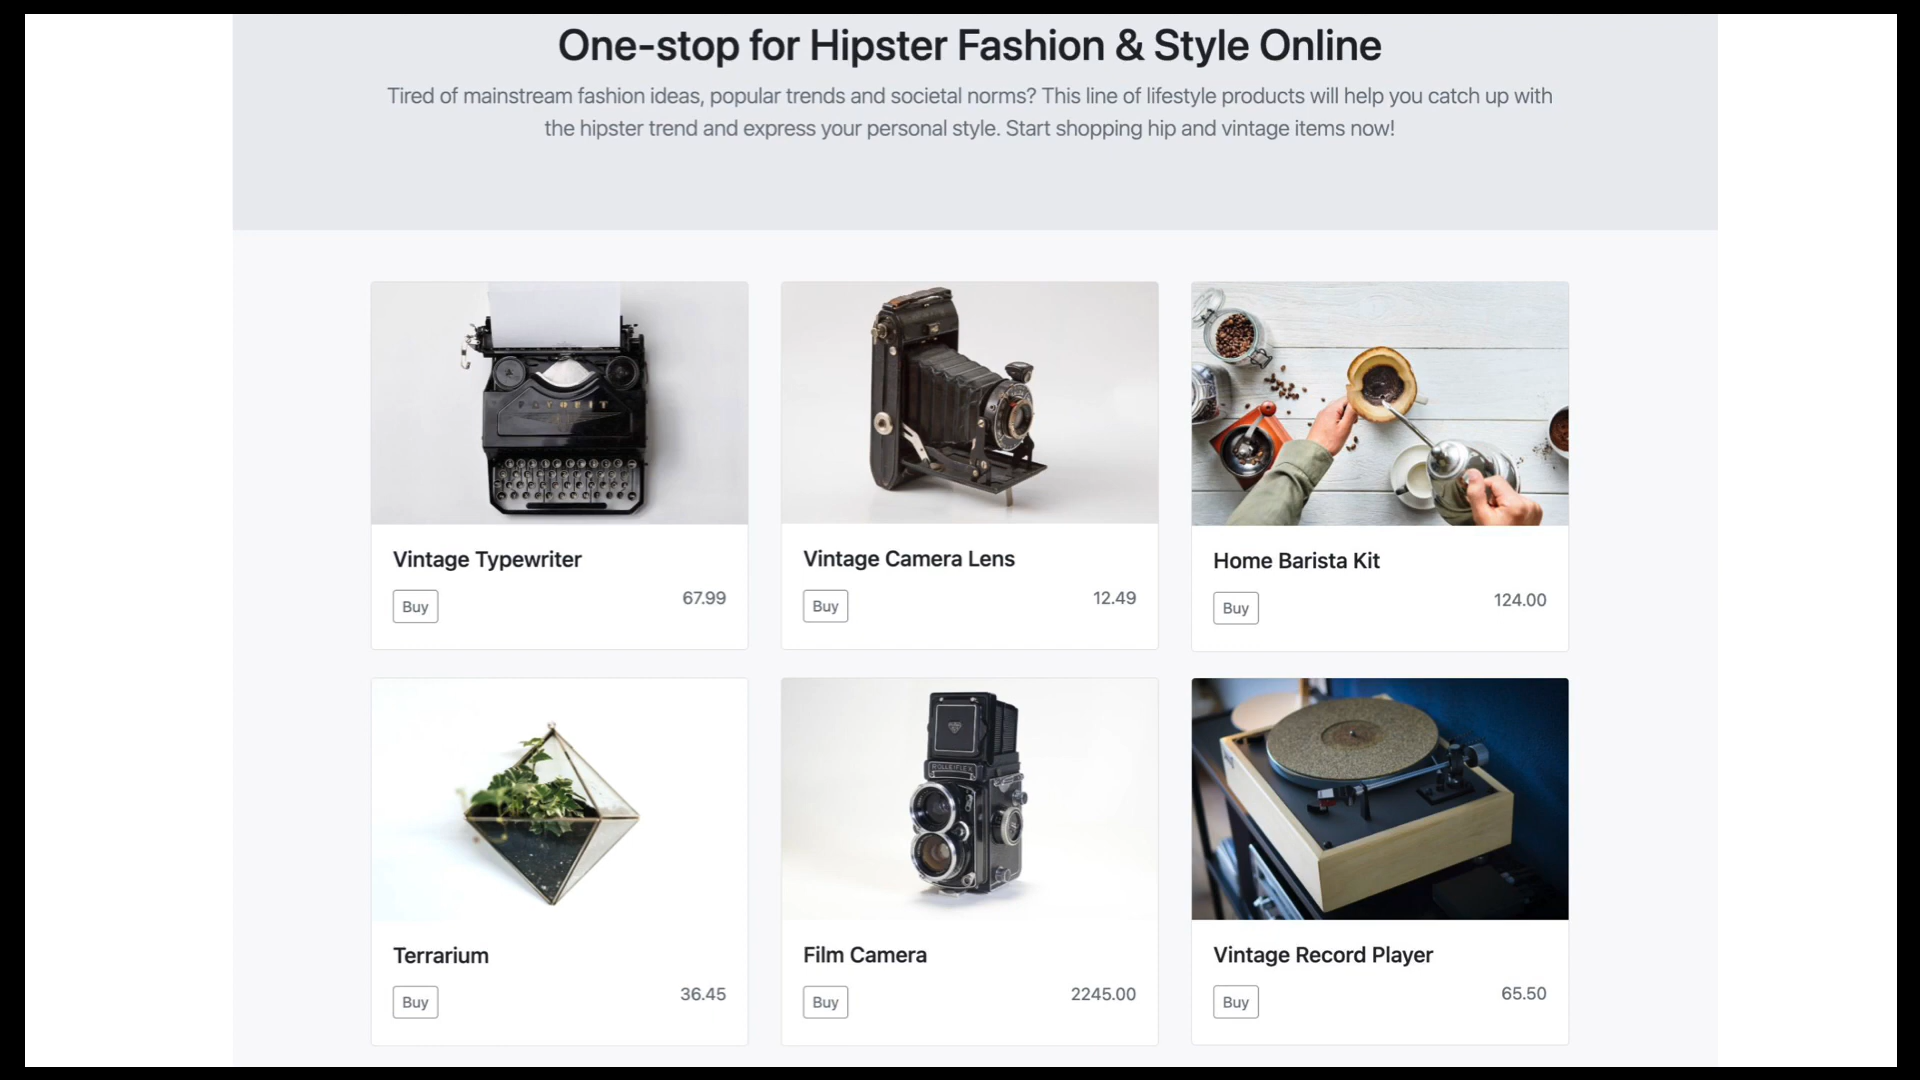 One-stop for Hipster Fashion & Style Online
Tired of mainstream fashion ideas, popular trends and societal norms? This line of lifestyle products will help you catch up with
the hipster trend and express your personal style. Start shopping hip and vintage items now!
Vintage Typewriter
Buy
67.99
Vintage Camera Lens
Buy
12.49
Home Barista Kit
Buy
124.00
ROLLEIFLEX
Terrarium
Buy
36.45
Film Camera
Buy
2245.00
Vintage Record Player
Buy
65.50